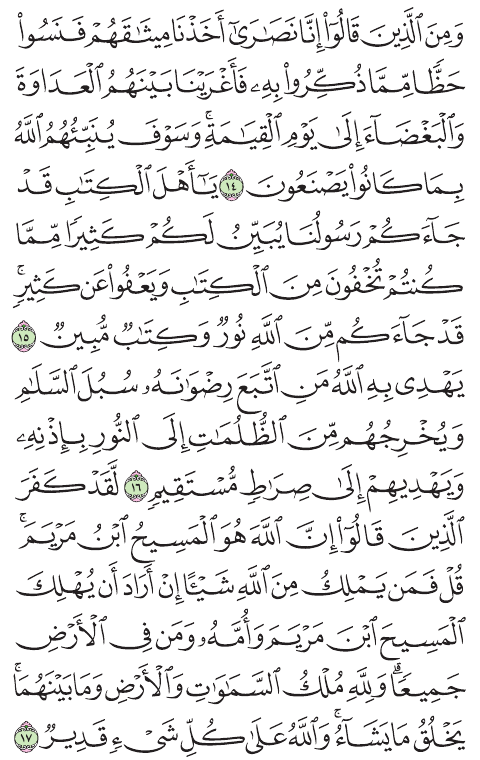 وَمِنَ ٱلَّذِينَ قَالُوٓا۟ إِنَّا نَصَـٰرَىٰٓ أَخَذْنَا مِيثَـٰقَهُمْ فَنَسُوا۟
حَظًّا مِّمَّا ذُكِّرُوا۟ بِهِۦ فَأَغْرَيْنَا بَيْنَهُمُ ٱلْعَدَاوَةَ
وَٱلْبَغْضَآءَ إِلَىٰ يَوْمِ ٱلْقِيَـٰمَةِ ۚ وَسَوْفَ يُنَبِّئُهُمُ ٱللَّهُ
بِمَا كَانُوا۟ يَصْنَعُونَ ١٤ يَـٰٓأَهْلَ ٱلْكِتَـٰبِ قَدْ
جَآءَكُمْ رَسُولُنَا يُبَيِّنُ لَكُمْ كَثِيرًا مِّمَّا
كُنتُمْ تُخْفُونَ مِنَ ٱلْكِتَـٰبِ وَيَعْفُوا۟ عَن كَثِيرٍ ۚ
قَدْ جَآءَكُم مِّنَ ٱللَّهِ نُورٌ وَكِتَـٰبٌ مُّبِينٌ ١٥
يَهْدِى بِهِ ٱللَّهُ مَنِ ٱتَّبَعَ رِضْوَٰنَهُۥ سُبُلَ ٱلسَّلَـٰمِ
وَيُخْرِجُهُم مِّنَ ٱلظُّلُمَـٰتِ إِلَى ٱلنُّورِ بِإِذْنِهِۦ
وَيَهْدِيهِمْ إِلَىٰ صِرَٰطٍ مُّسْتَقِيمٍ ١٦ لَّقَدْ كَفَرَ
ٱلَّذِينَ قَالُوٓا۟ إِنَّ ٱللَّهَ هُوَ ٱلْمَسِيحُ ٱبْنُ مَرْيَمَ ۚ
قُلْ فَمَن يَمْلِكُ مِنَ ٱللَّهِ شَيْـًٔا إِنْ أَرَادَ أَن يُهْلِكَ
ٱلْمَسِيحَ ٱبْنَ مَرْيَمَ وَأُمَّهُۥ وَمَن فِى ٱلْأَرْضِ
جَمِيعًا ۗ وَلِلَّهِ مُلْكُ ٱلسَّمَـٰوَٰتِ وَٱلْأَرْضِ وَمَا بَيْنَهُمَا ۚ
يَخْلُقُ مَا يَشَآءُ ۚ وَٱللَّهُ عَلَىٰ كُلِّ شَىْءٍ قَدِيرٌ ١٧